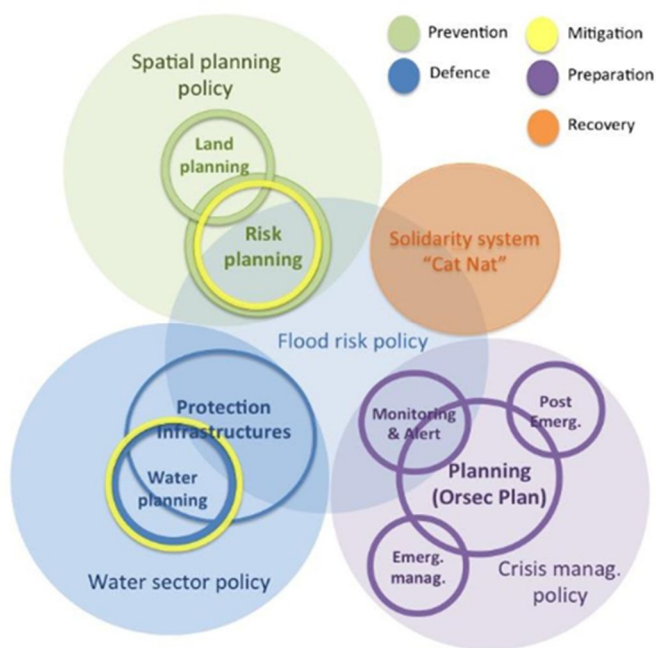 Prevention
Mitigation
Defence
Preparation
Recovery
Spatial planning
policy
Land
planning
Risk
planning
Solidarity system
“Cat Nat”
Flood risk policy
Protection
infrastructures
Water
planning
Water sector policy
Monitoring
& Alert
Post
Emerg.
Planning
(Orsec Plan)
Emerg.
manag.
Crisis manag.
policy